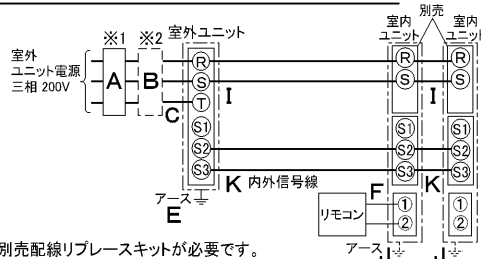 ※1 ※2 室外ユニット
別売
室内
ユニット
室内
ユニット
室外
ユニット電源
三相 200V
A B
C
R R R
S I S I S
T
S1 S1 S1
S2 S2 S2
S3 S3 S3
K 内外信号線 F K
アース
E
リモコン
① ①
② ②
アース
別売配線リプレースキットが必要です。